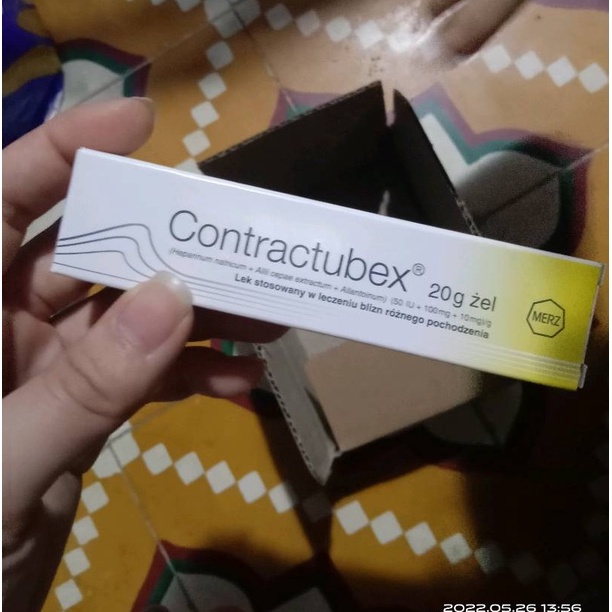 Contractubex® 20g żel
(Heparinum natricum + Allii cepae extractum + Allantoinum) (50 IU + 100mg + 10mg)/g
Lek stosowany w leczeniu blizn różnego pochodzenia
MERZ
2022.05.26 13:56